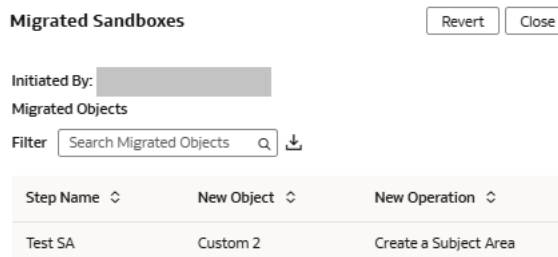 Migrated Sandboxes Revert Close
Initiated By:
Migrated Objects
Filter Search Migrated Objects
Step Name New Object New Operation
Test SA Custom 2 Create a Subject Area